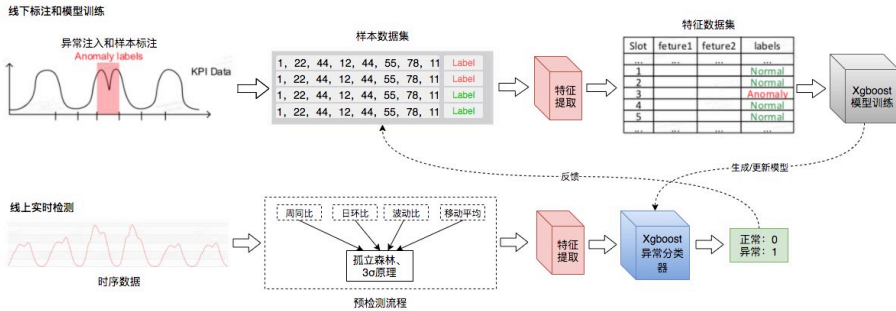 线下标注和模型训练
异常注入和样本标注
Anomaly labels
KPI Data
样本数据集
1, 22, 44, 12, 44, 55, 78, 11 Label
1, 22, 44, 12, 44, 55, 78, 11 Label
1, 22, 44, 12, 44, 55, 78, 11 Label
1, 22, 44, 12, 44, 55, 78, 11 Label
特征
提取
特征数据集
Slot feture1 feture2 labels
... ... ... ...
1 Normal
2 Normal
3 Anomaly
4 Normal
5 Normal
... ... ... ...
Xgboost
模型训练
反馈
生成/更新模型
线上实时检测
时序数据
周同比 日环比 波动比 移动平均
孤立森林、
3σ原理
预检测流程
特征
提取
Xgboost
异常分类
器
正常：0
异常：1